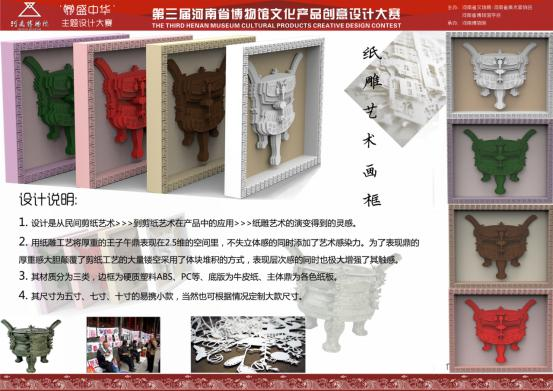 河南博物院
"鼎盛中华"
主题设计大赛
第三届河南省博物馆文化产品创意设计大赛
THE THIRD HENAN MUSEUM CULTURAL PRODUCTS CREATIVE DESIGN CONTEST
纸雕艺术画框
设计说明:
1. 设计是从民间剪纸艺术>>>到剪纸艺术在产品中的应用>>>纸雕艺术的演变得到的灵感。
2. 用纸雕工艺将厚重的王子午鼎表现在2.5维的空间里，不失立体感的同时添加了艺术感染力。为了表现鼎的
厚重感大胆颠覆了剪纸工艺的大量镂空采用了体块堆积的方式，表现层次感的同时也极大增强了其触感。
3. 其材质分为三类，边框为硬质塑料ABS、PC等、底版为牛皮纸、主体鼎为各色纸板。
4. 其尺寸为五寸、七寸、十寸的易携小款，当然也可根据情况定制大款尺寸。